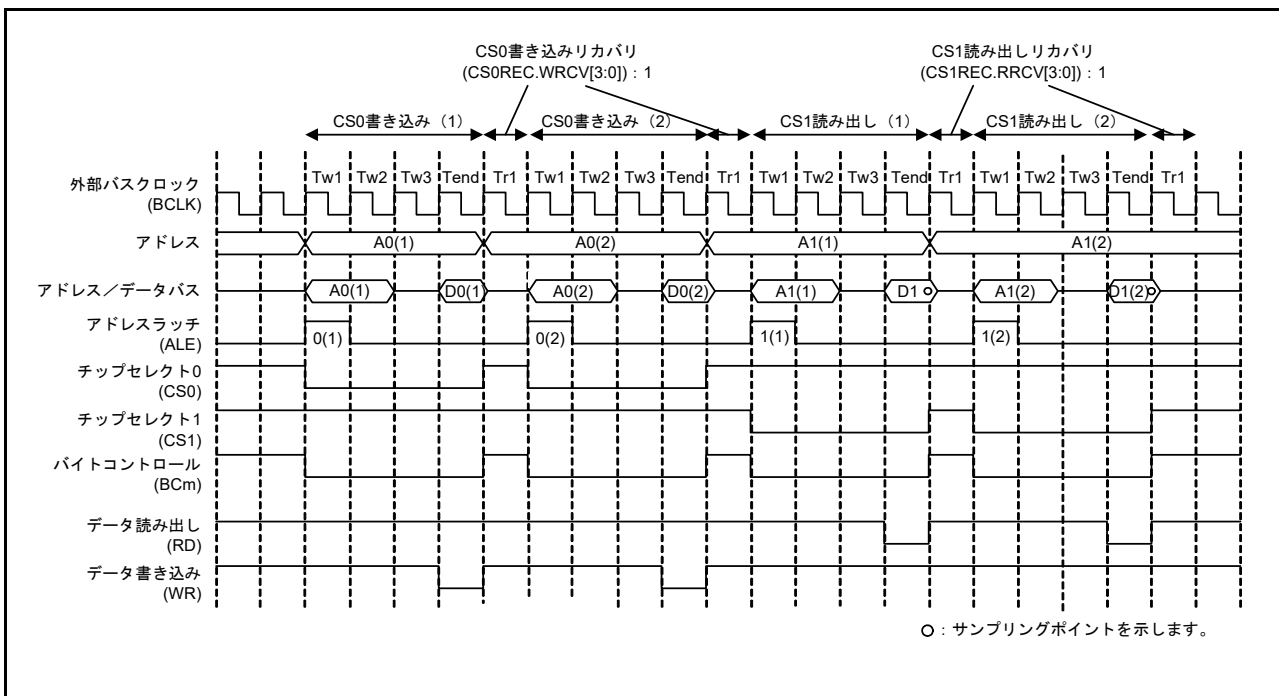 CS0書き込みリカバリ
(CS0REC.WRCV[3:0]):1
CS1読み出しリカバリ
(CS1REC.RRCV[3:0]):1
CS0書き込み(1)
CS0書き込み(2)
CS1読み出し(1)
CS1読み出し(2)
外部バスクロック
(BCLK)
Tw1 Tw2 Tw3 Tend Tr1 Tw1 Tw2 Tw3 Tend Tr1 Tw1 Tw2 Tw3 Tend Tr1 Tw1 Tw2 Tw3 Tend Tr1
アドレス
A0(1) A0(2) A1(1) A1(2)
アドレス/データバス
A0(1) D0(1) A0(2) D0(2) A1(1) D1 A1(2) D1(2)
アドレスラッチ
(ALE)
0(1) 0(2) 1(1) 1(2)
チップセレクト0
(CS0)
チップセレクト1
(CS1)
バイトコントロール
(BCm)
データ読み出し
(RD)
データ書き込み
(WR)
:サンプリングポイントを示します。